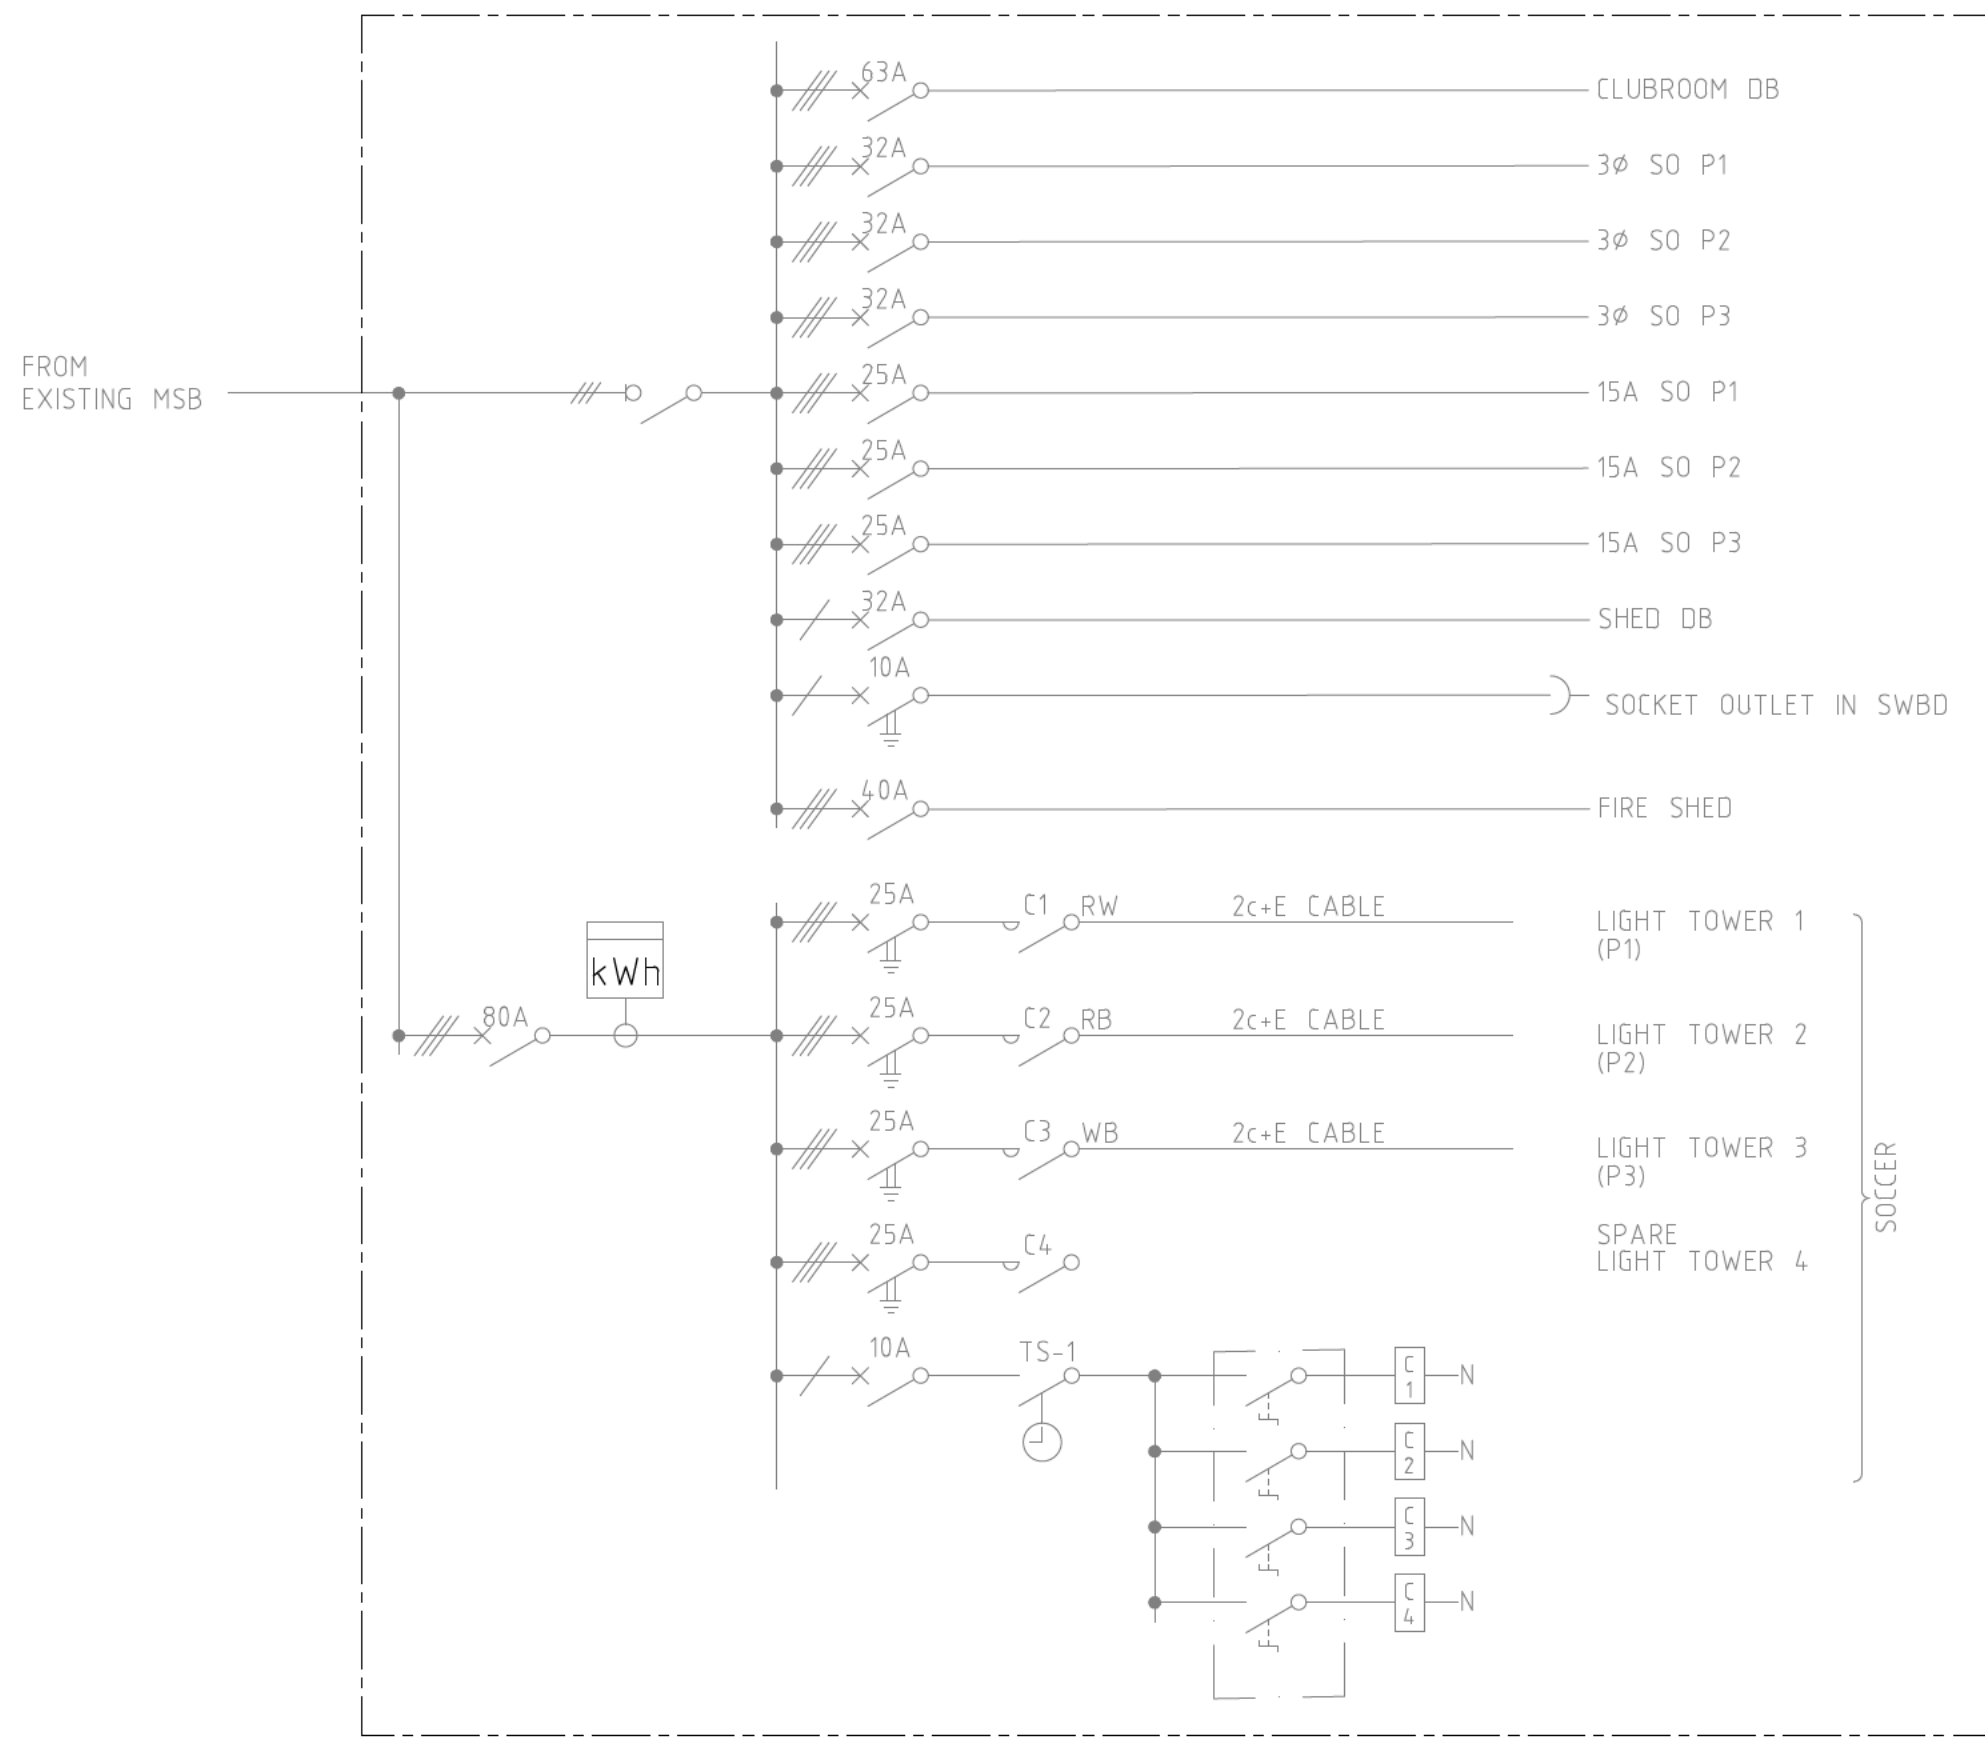 63A
CLUBROOM DB
32A
3ø SO P1
32A
3ø SO P2
32A
3ø SO P3
FROM
EXISTING MSB
25A
15A SO P1
25A
15A SO P2
25A
15A SO P3
32A
SHED DB
10A
SOCKET OUTLET IN SWBD
40A
FIRE SHED
25A
C1 RW
2c+E CABLE
LIGHT TOWER 1
(P1)
kWh
80A
25A
C2 RB
2c+E CABLE
LIGHT TOWER 2
(P2)
25A
C3 WB
2c+E CABLE
LIGHT TOWER 3
(P3)
SOCCER
25A
C4
SPARE
LIGHT TOWER 4
10A
TS-1
C
1
N
C
2
N
C
3
N
C
4
N